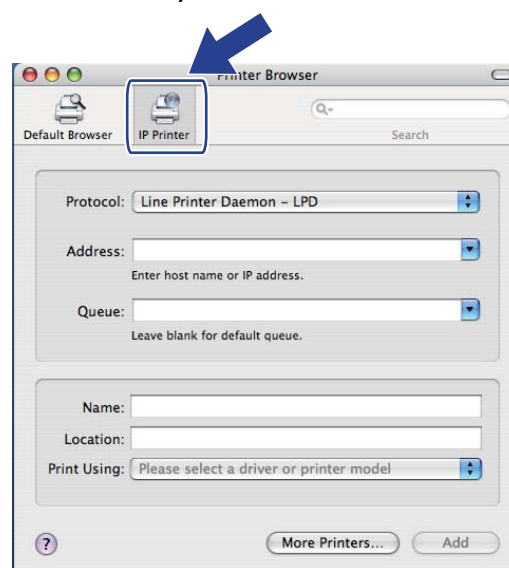 Printer Browser
Default Browser
IP Printer
Search
Protocol: Line Printer Daemon – LPD
Address:
Enter host name or IP address.
Queue:
Leave blank for default queue.
Name:
Location:
Print Using: Please select a driver or printer model
? More Printers... Add